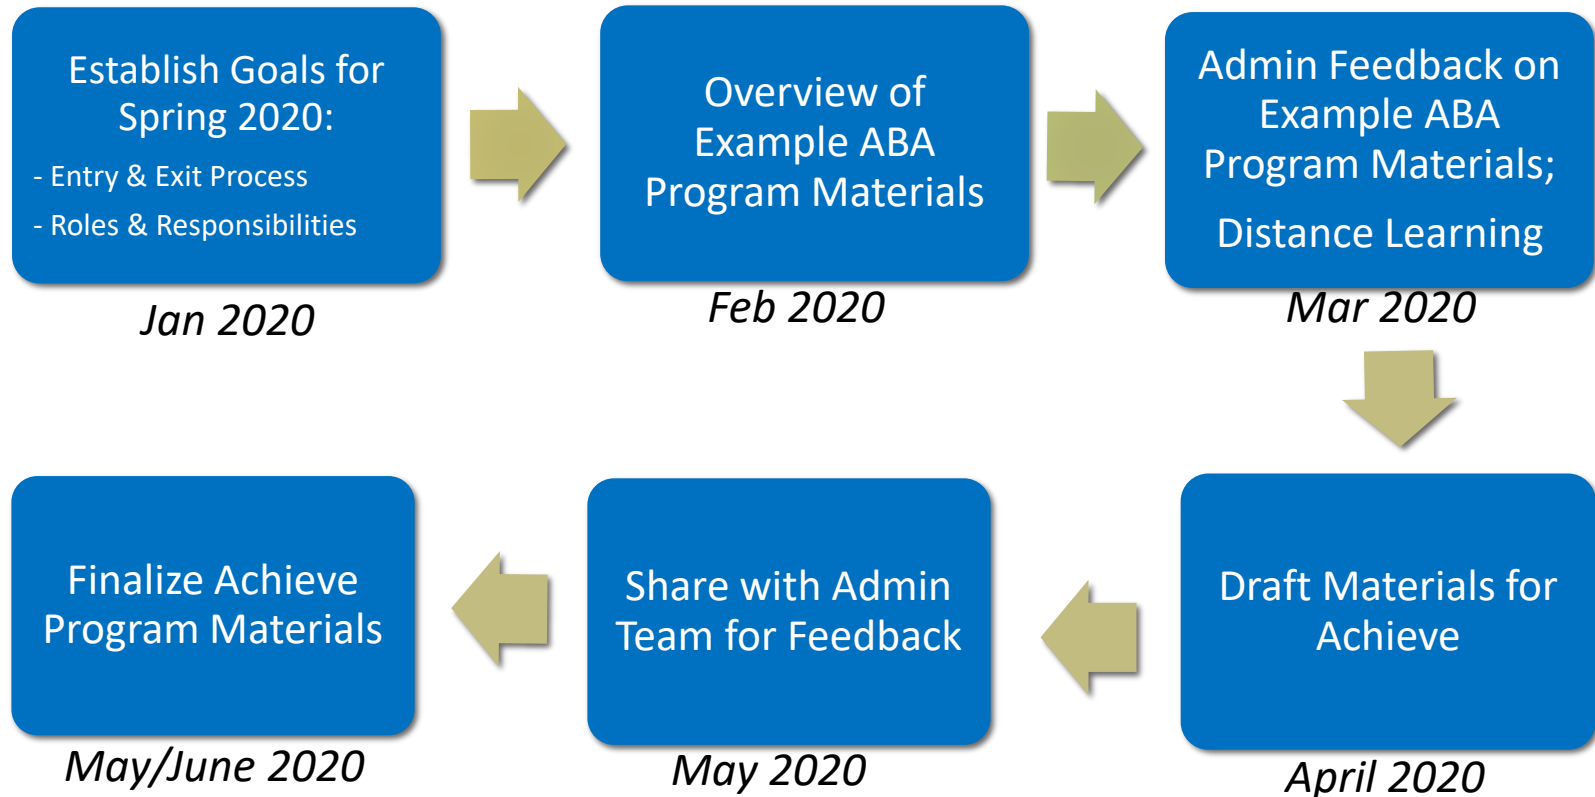 Establish Goals for
Spring 2020:
- Entry & Exit Process
- Roles & Responsibilities
Jan 2020
Overview of
Example ABA
Program Materials
Feb 2020
Admin Feedback on
Example ABA
Program Materials;
Distance Learning
Mar 2020
Draft Materials for
Achieve
April 2020
Share with Admin
Team for Feedback
May 2020
Finalize Achieve
Program Materials
May/June 2020